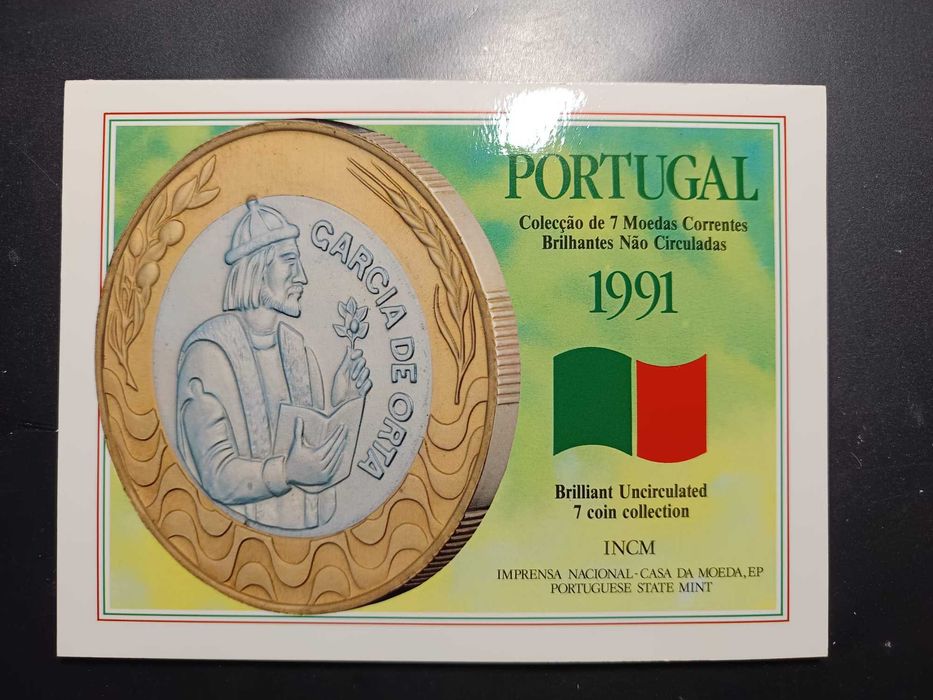 GARCIA DE ORTA
PORTUGAL
Colecção de 7 Moedas Correntes
Brilhantes Não Circuladas
1991
Brilliant Uncirculated
7 coin collection
INCM
IMPRENSA NACIONAL-CASA DA MOEDA, EP
PORTUGUESE STATE MINT